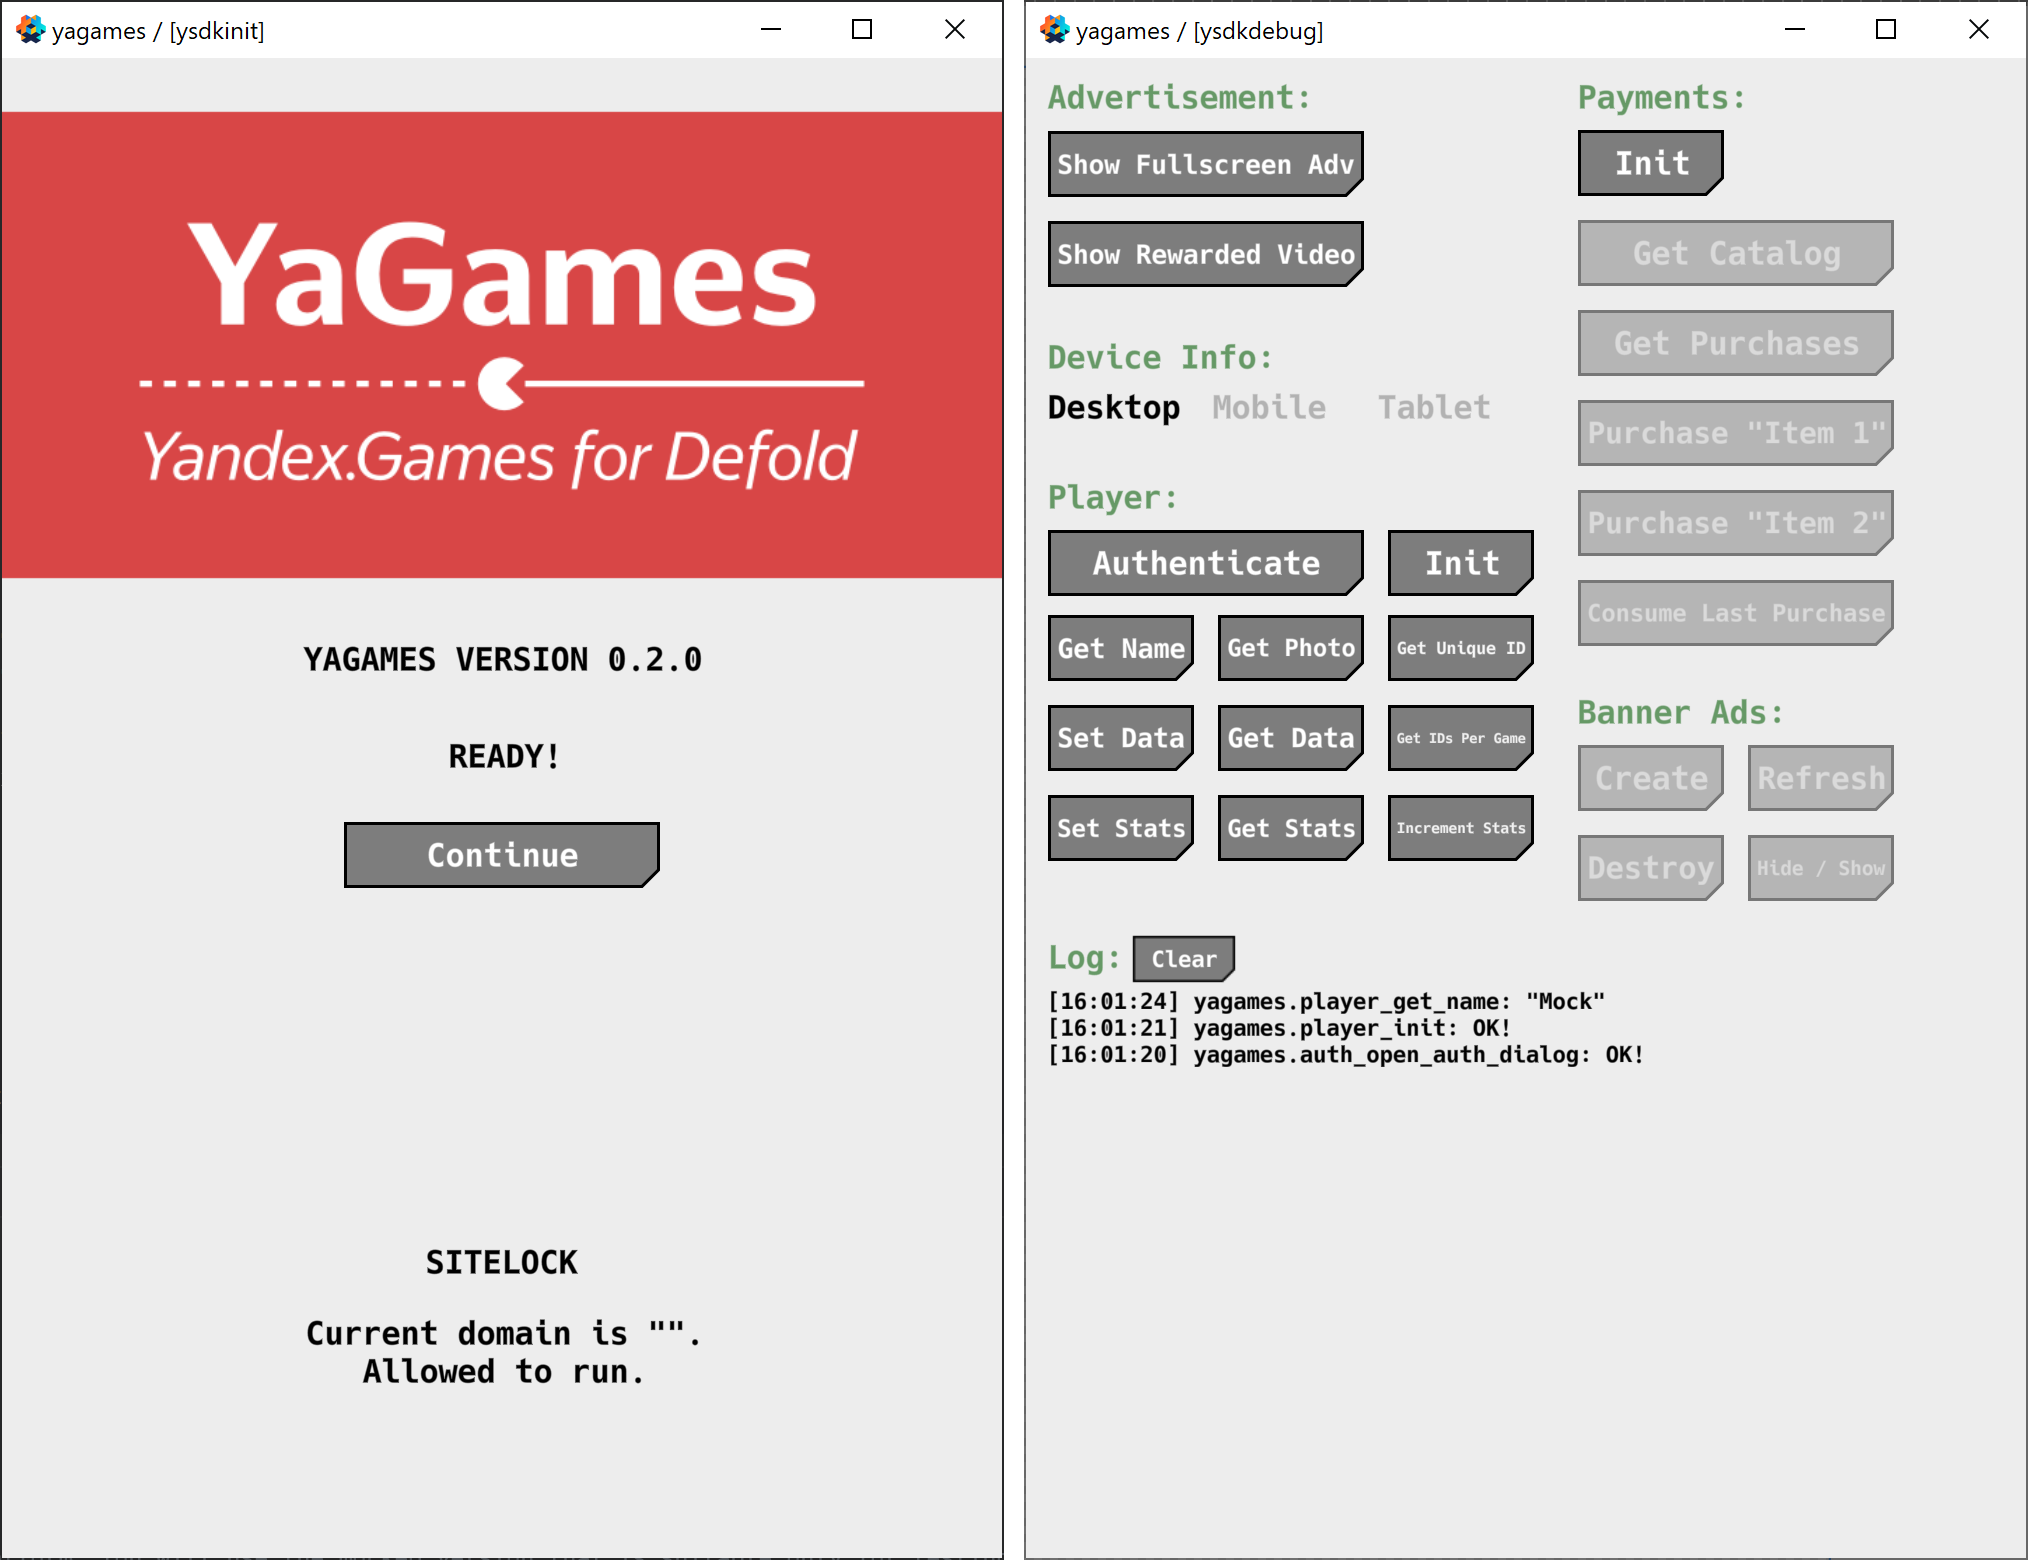 yagames / [ysdkinit]
YaGames
Yandex.Games for Defold
YAGAMES VERSION 0.2.0
READY!
Continue
SITELOCK
Current domain is "".
Allowed to run.
yagames / [ysdkdebug]
Advertisement:
Show Fullscreen Adv
Show Rewarded Video
Device Info:
Desktop Mobile Tablet
Player:
Authenticate Init
Get Name Get Photo Get Unique ID
Set Data Get Data Get IDs Per Game
Set Stats Get Stats Increment Stats
Payments:
Init
Get Catalog
Get Purchases
Purchase "Item 1"
Purchase "Item 2"
Consume Last Purchase
Banner Ads:
Create Refresh
Destroy Hide / Show
Log: Clear
[16:01:24] yagames.player_get_name: "Mock"
[16:01:21] yagames.player_init: OK!
[16:01:20] yagames.auth_open_auth_dialog: OK!